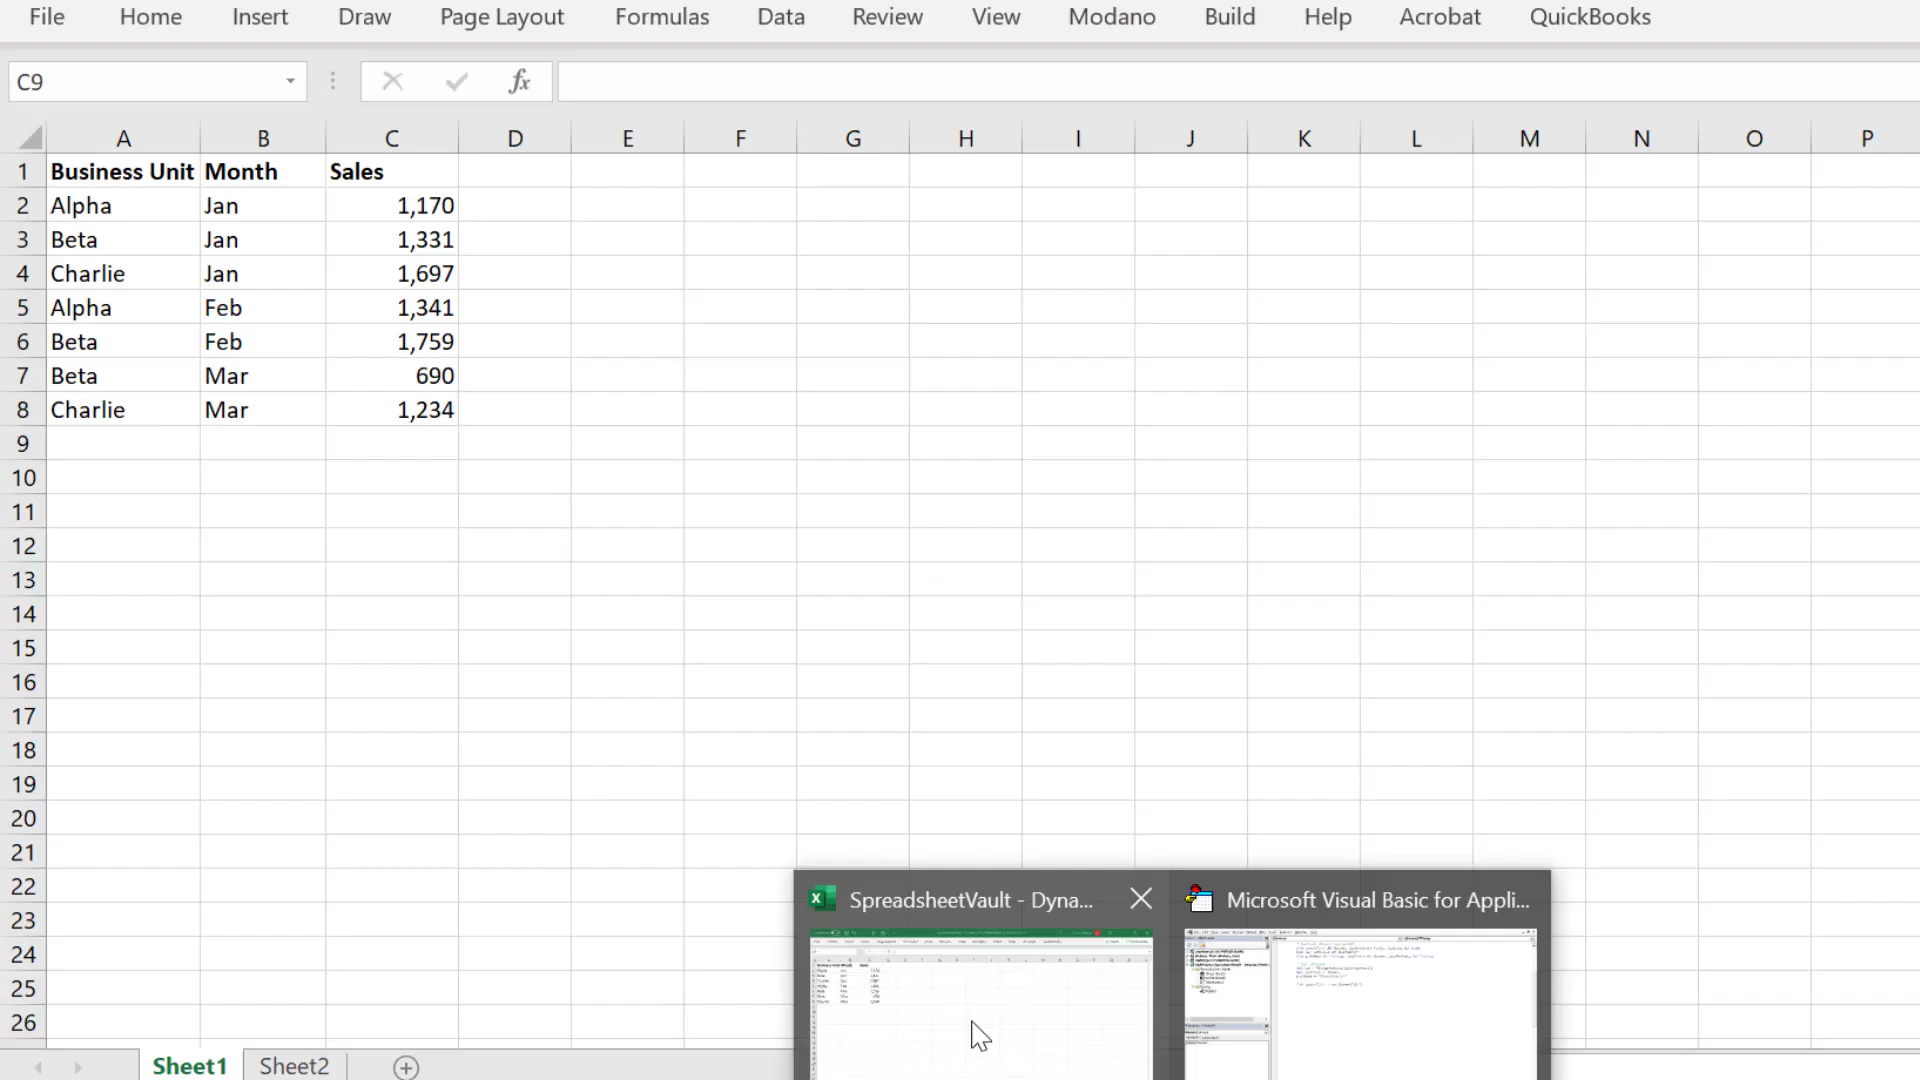 File Home Insert Draw Page Layout Formulas Data Review View Modano Build Help Acrobat QuickBooks
C9 fx
A B C D E F G H I J K L M N O P
1 Business Unit Month Sales
2 Alpha Jan 1,170
3 Beta Jan 1,331
4 Charlie Jan 1,697
5 Alpha Feb 1,341
6 Beta Feb 1,759
7 Beta Mar 690
8 Charlie Mar 1,234
9
10
11
12
13
14
15
16
17
18
19
20
21
22
23
24
25
26
SpreadsheetVault - Dyna... Microsoft Visual Basic for Appli...
Sheet1 Sheet2